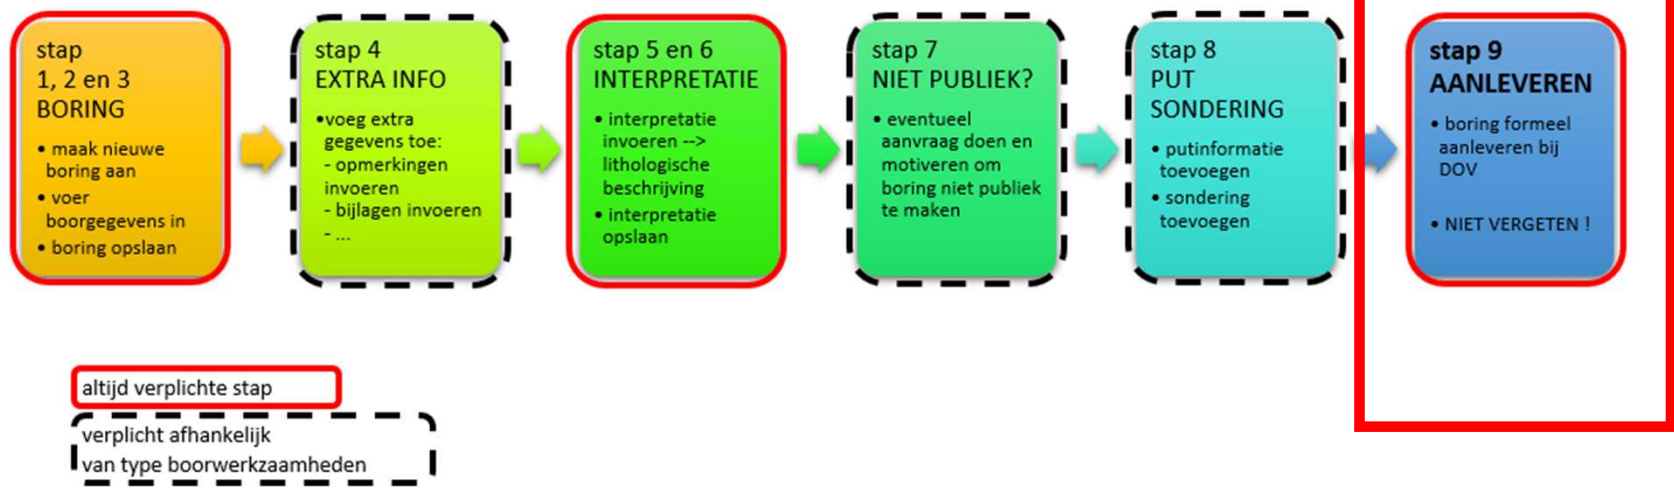 stap
1, 2 en 3
BORING
• maak nieuwe
boring aan
• voer
boorgegevens in
• boring opslaan
stap 4
EXTRA INFO
•voeg extra
gegevens toe:
- opmerkingen
invoeren
- bijlagen invoeren
- ...
stap 5 en 6
INTERPRETATIE
• interpretatie
invoeren -->
lithologische
beschrijving
• interpretatie
opslaan
stap 7
NIET PUBLIEK?
• eventueel
aanvraag doen en
motiveren om
boring niet publiek
te maken
stap 8
PUT
SONDERING
• putinformatie
toevoegen
• sondering
toevoegen
stap 9
AANLEVEREN
• boring formeel
aanleveren bij
DOV
• NIET VERGETEN !
altijd verplichte stap
verplicht afhankelijk
van type boorwerkzaamheden